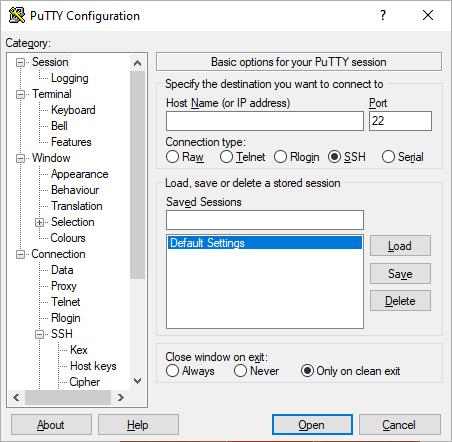 PuTTY Configuration
?
Category:
Session
Logging
Terminal
Keyboard
Bell
Features
Window
Appearance
Behaviour
Translation
Selection
Colours
Connection
Data
Proxy
Telnet
Rlogin
SSH
Kex
Host keys
Cipher
Basic options for your PuTTY session
Specify the destination you want to connect to
Host Name (or IP address) Port
22
Connection type:
Raw Telnet Rlogin SSH Serial
Load, save or delete a stored session
Saved Sessions
Default Settings
Load
Save
Delete
Close window on exit:
Always Never Only on clean exit
About Help Open Cancel